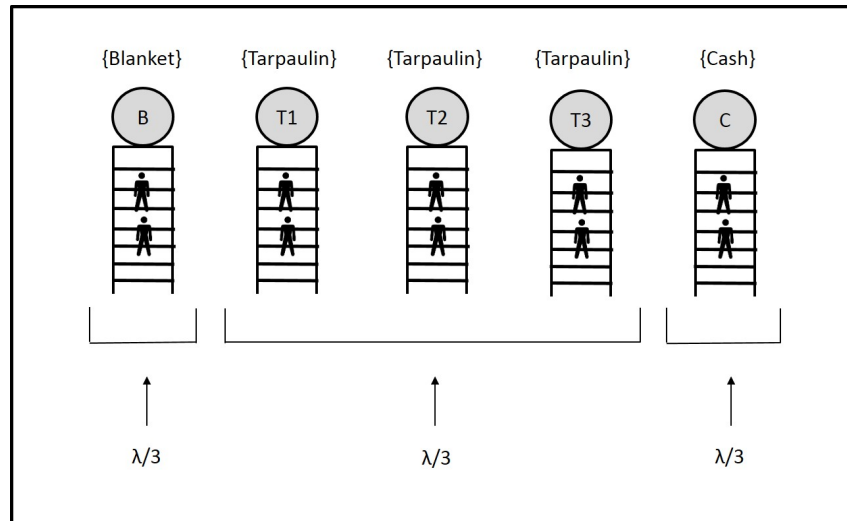 {Blanket} {Tarpaulin} {Tarpaulin} {Tarpaulin} {Cash}
B T1 T2 T3 C
λ/3 λ/3 λ/3